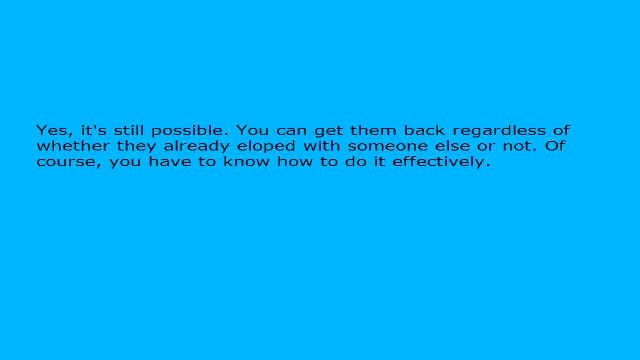 Yes, it's still possible. You can get them back regardless of
whether they already eloped with someone else or not. Of
course, you have to know how to do it effectively.